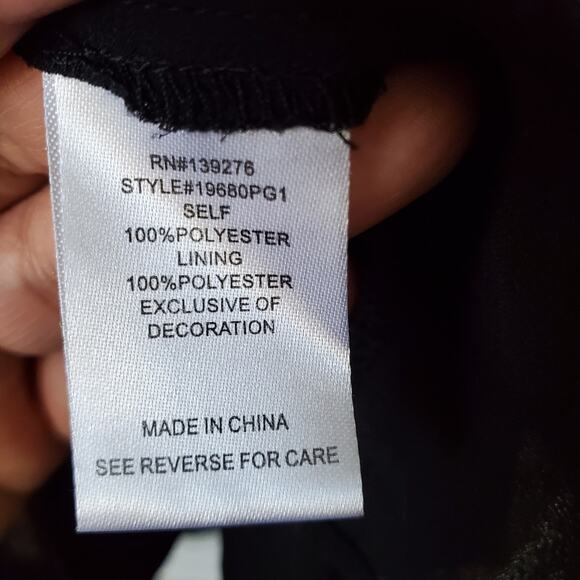 RN#139276
STYLE#19680PG1
SELF
100%POLYESTER
LINING
100%POLYESTER
EXCLUSIVE OF
DECORATION
MADE IN CHINA
SEE REVERSE FOR CARE